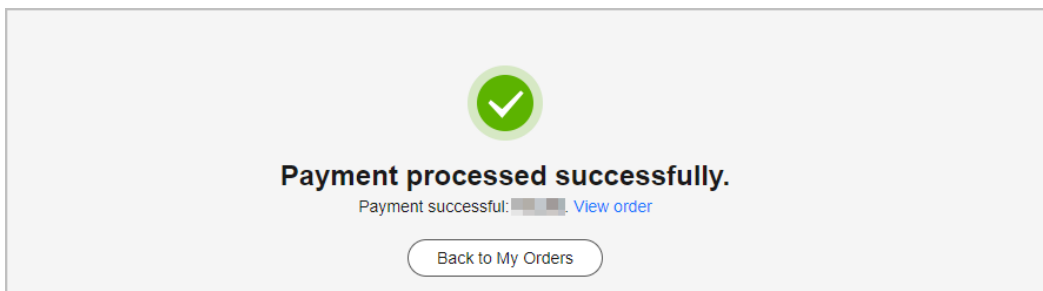 Payment processed successfully.
Payment successful: . View order
Back to My Orders